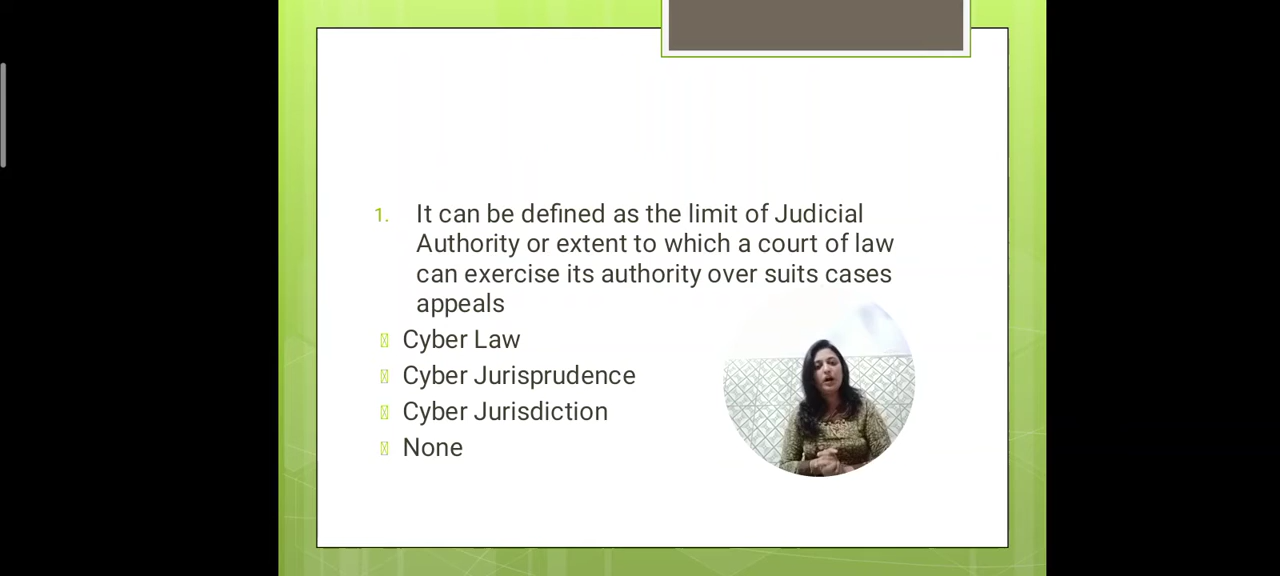 1. It can be defined as the limit of Judicial
Authority or extent to which a court of law
can exercise its authority over suits cases
appeals
Cyber Law
Cyber Jurisprudence
Cyber Jurisdiction
None